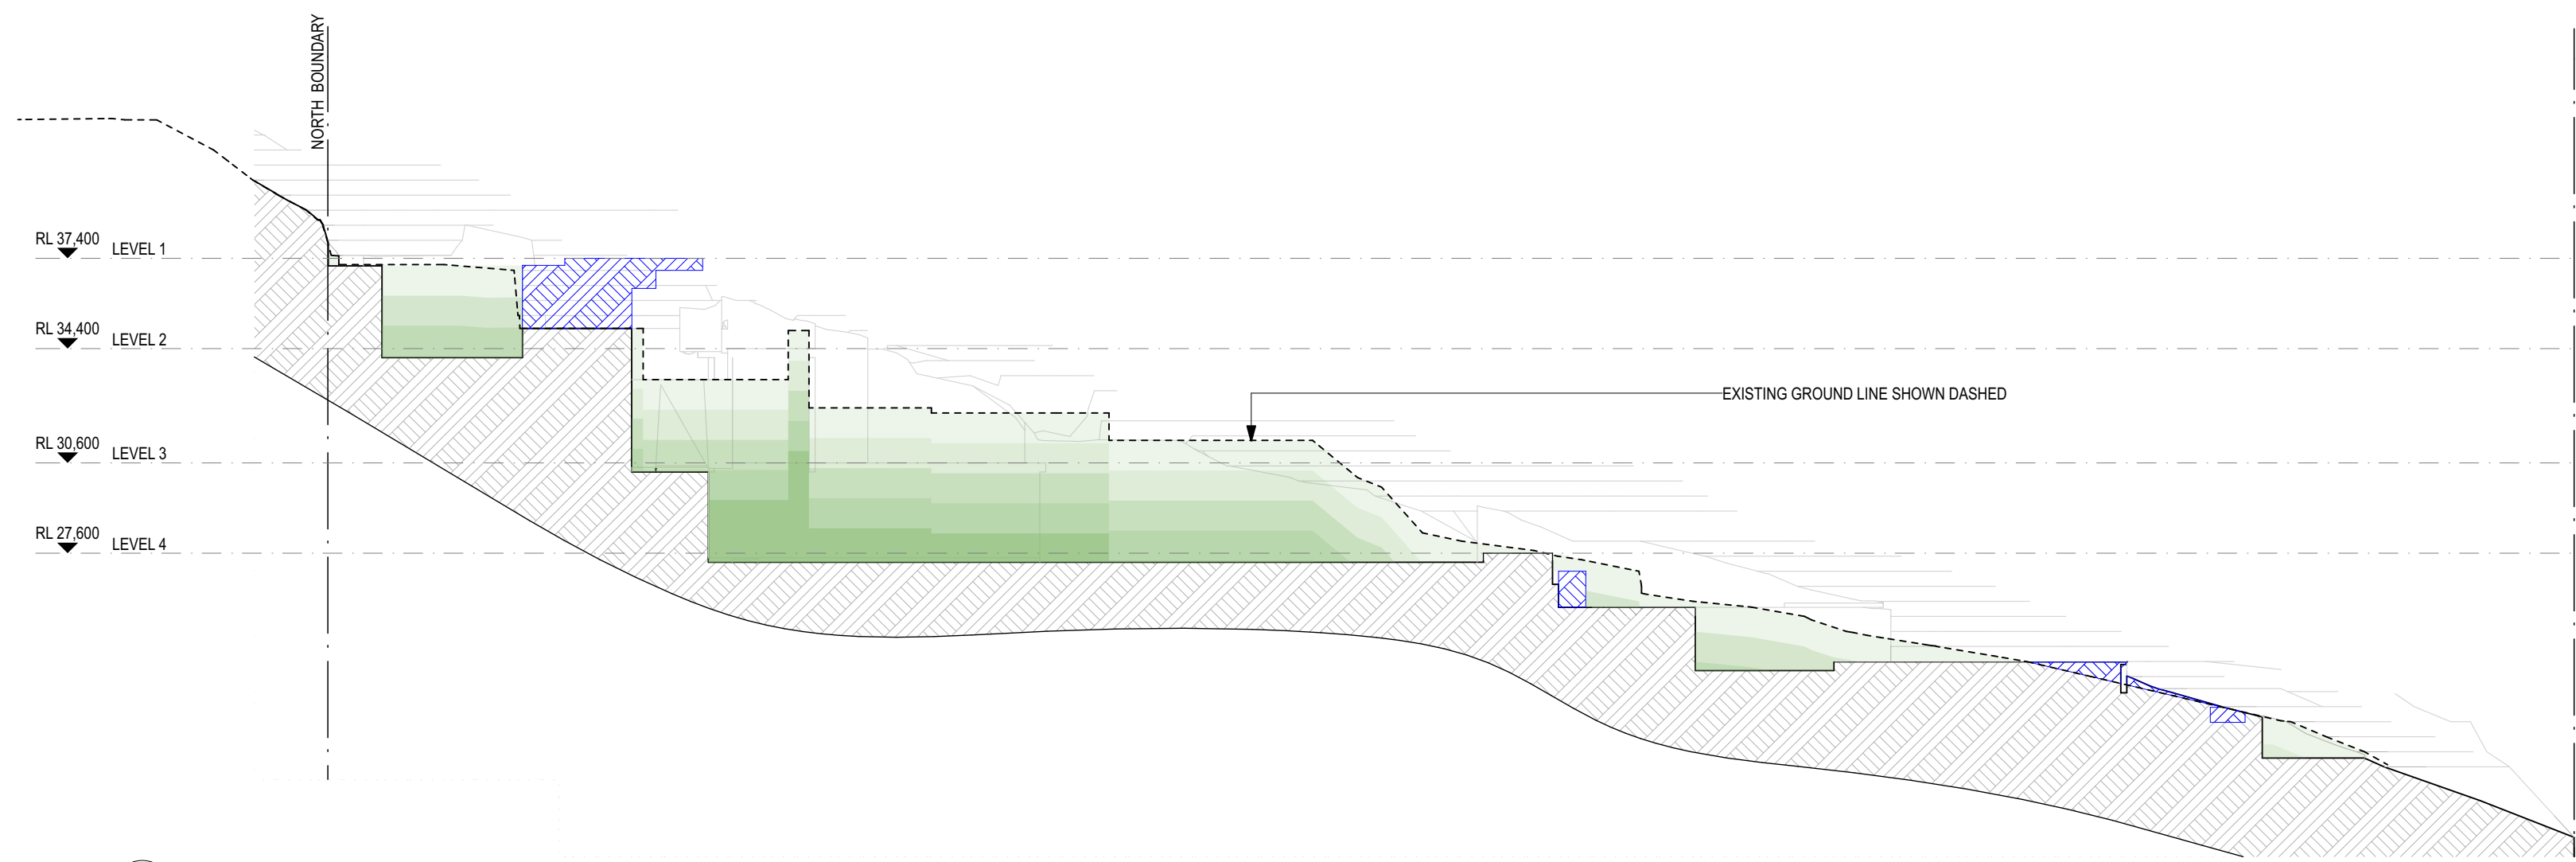 NORTH BOUNDARY
RL 37,400
LEVEL 1
RL 34,400
LEVEL 2
EXISTING GROUND LINE SHOWN DASHED
RL 30,600
LEVEL 3
RL 27,600
LEVEL 4